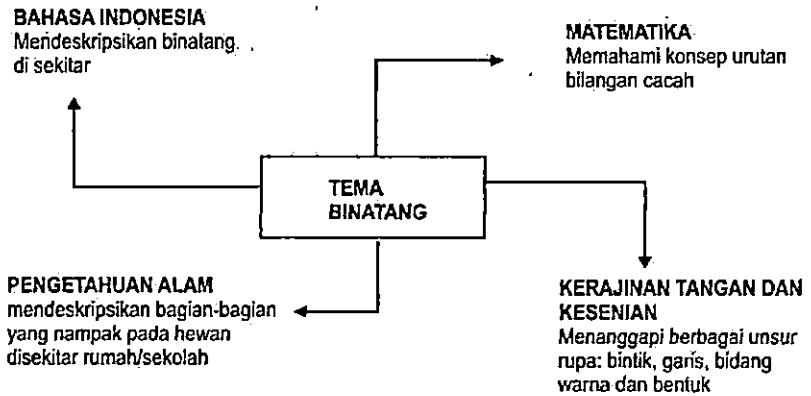 BAHASA INDONESIA
Mendeskripsikan binatang.
di sekitar
MATEMATIKA
Memahami konsep urutan
bilangan cacah
TEMA
BINATANG
PENGETAHUAN ALAM
mendeskripsikan bagian-bagian
yang nampak pada hewan
disekitar rumah/sekolah
KERAJINAN TANGAN DAN
KESENIAN
Menanggapi berbagai unsur
rupa: bintik, garis, bidang
warna dan bentuk